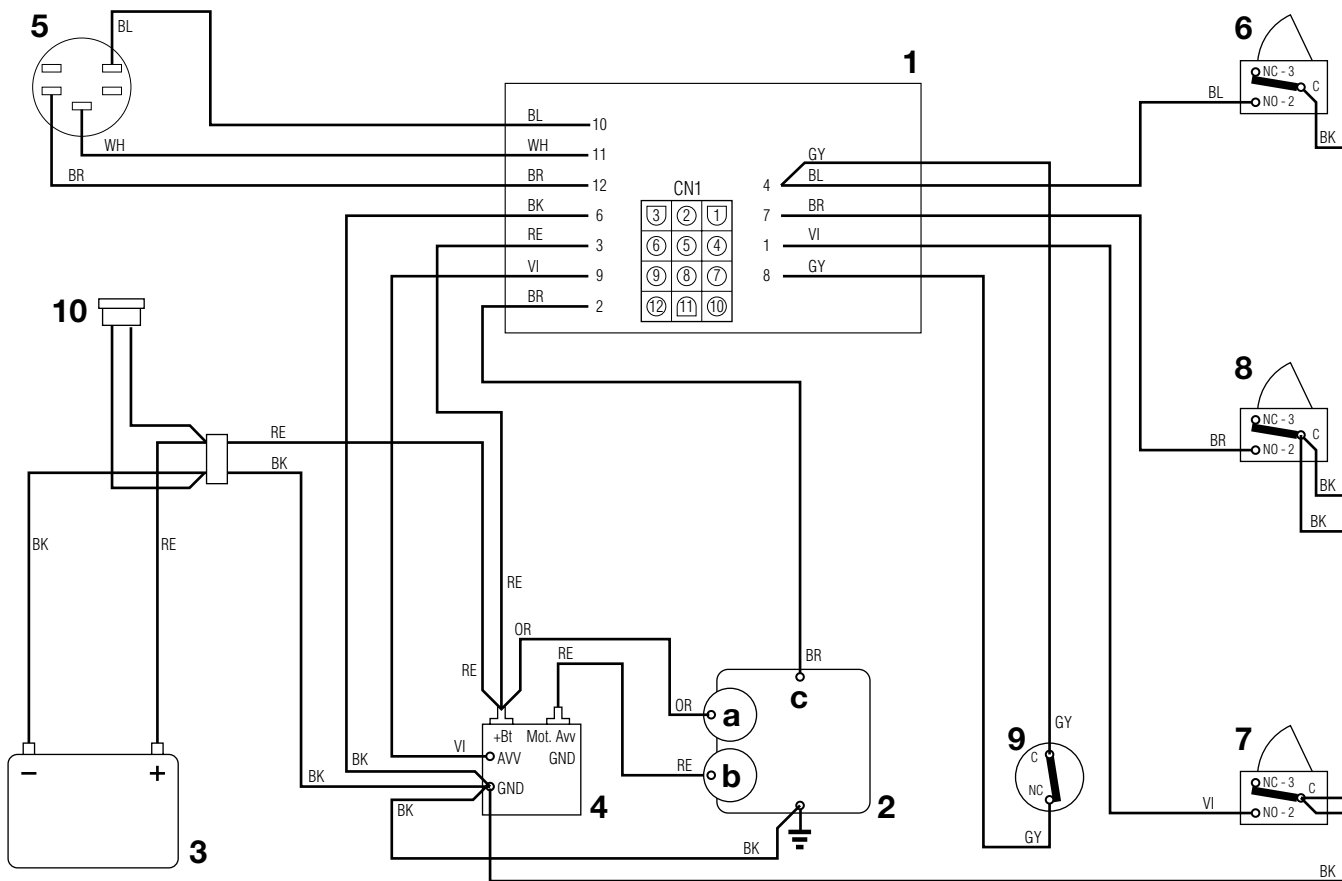 5
BL
6
1
NC - 3
C
NO - 2
BL
BK
BL
10
WH
WH
11
BR
BR
12
BK
6
RE
3
VI
9
BR
2
CN1
3 2 1
6 5 4
9 8 7
12 11 10
GY
4
BL
7
BR
1
VI
8
GY
10
RE
BK
8
NC - 3
C
NO - 2
BR
BK
BK
BK
RE
RE
OR
RE
RE
BR
c
OR
a
+Bt
Mot. Avv
VI
AVV
GND
BK
BK
GND
4
BK
RE
b
2
BK
GY
9
C
NC
GY
7
NC - 3
C
NO - 2
VI
BK
–
+
3